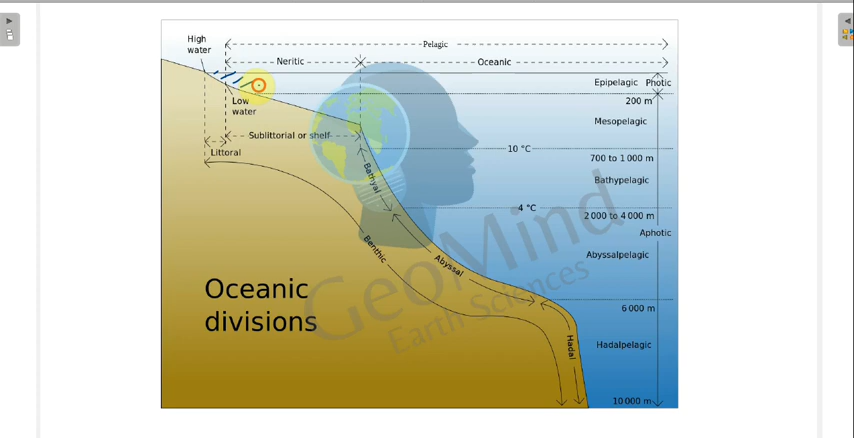 High
water
Pelagic
Neritic
Oceanic
Epipelagic
Photic
200 m
Low
water
Mesopelagic
Sublittorial or shelf
10 °C
Littoral
700 to 1 000 m
Bathyal
Bathypelagic
4 °C
2 000 to 4 000 m
Aphotic
Benthic
Abyssal
Abyssalpelagic
Oceanic
divisions
GeoMind
Earth Sciences
6 000 m
Hadal
Hadalpelagic
10 000 m